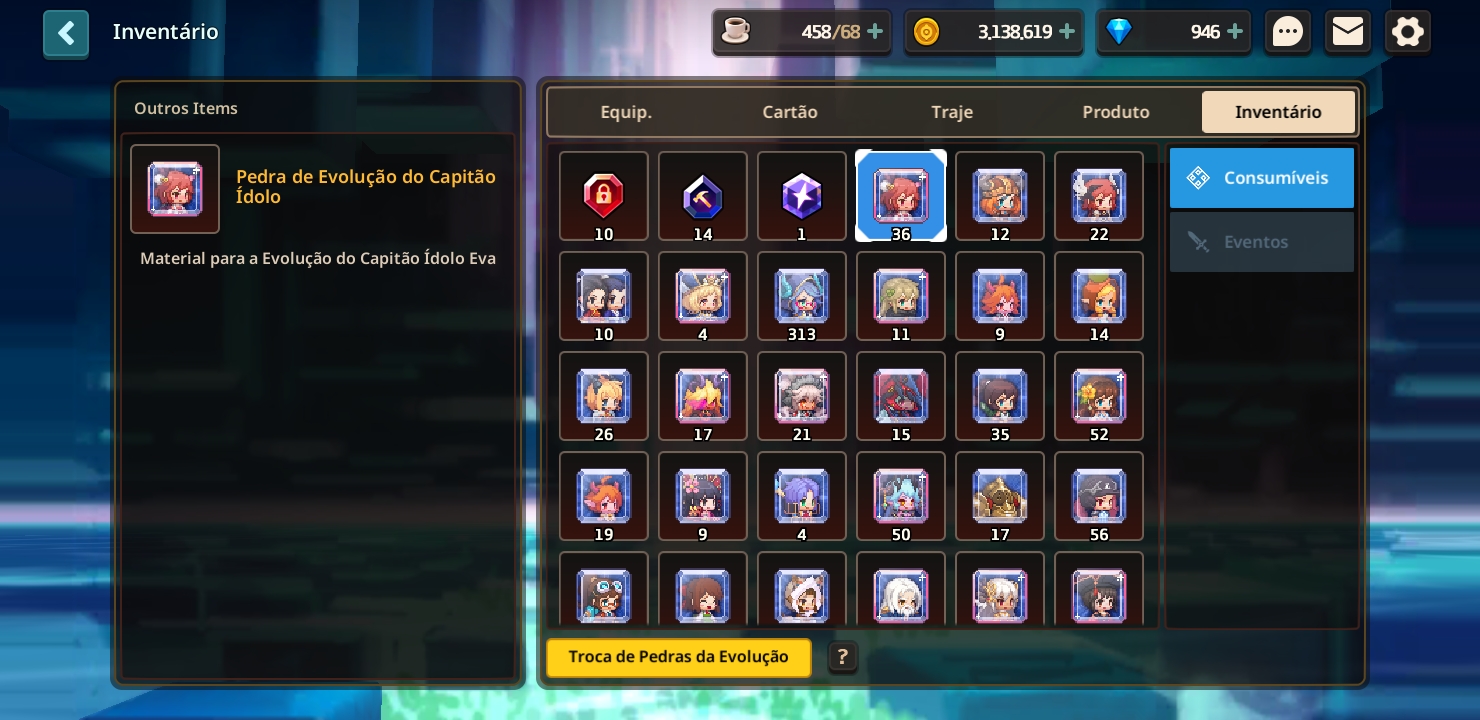 Inventário
458/68
3,138,619
946
Outros Items
Pedra de Evolução do Capitão
Ídolo
Material para a Evolução do Capitão Ídolo Eva
Equip.
Cartão
Traje
Produto
Inventário
10
14
1
36
12
22
10
4
313
11
9
14
26
17
21
15
35
52
19
9
4
50
17
56
Consumíveis
Eventos
Troca de Pedras da Evolução
?